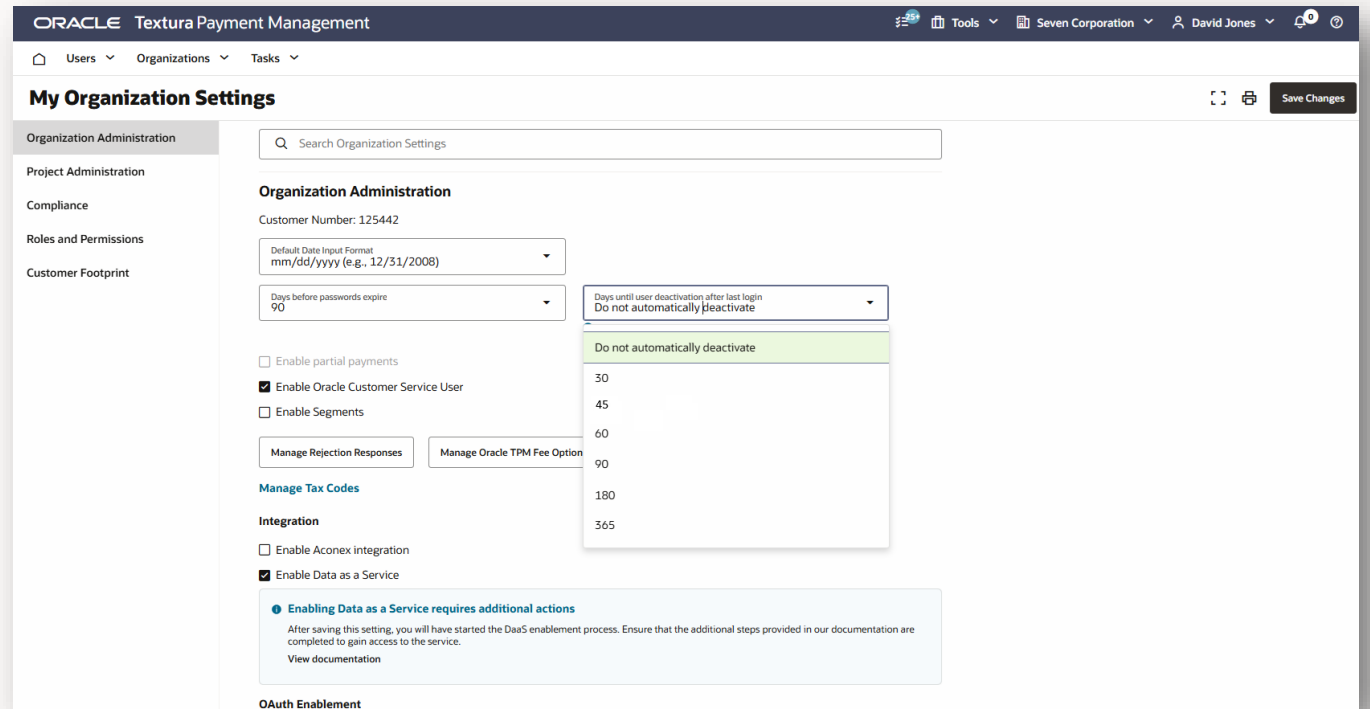 ORACLE Textura Payment Management
25+ Tools Seven Corporation David Jones 0
Users Organizations Tasks
My Organization Settings
Save Changes
Organization Administration
Project Administration
Compliance
Roles and Permissions
Customer Footprint
Search Organization Settings
Organization Administration
Customer Number: 125442
Default Date Input Format
mm/dd/yyyy (e.g., 12/31/2008)
Days before passwords expire
90
Days until user deactivation after last login
Do not automatically deactivate
Do not automatically deactivate
30
45
60
90
180
365
Enable partial payments
Enable Oracle Customer Service User
Enable Segments
Manage Rejection Responses
Manage Oracle TPM Fee Option
Manage Tax Codes
Integration
Enable Aconex integration
Enable Data as a Service
Enabling Data as a Service requires additional actions
After saving this setting, you will have started the DaaS enablement process. Ensure that the additional steps provided in our documentation are
completed to gain access to the service.
View documentation
OAuth Enablement